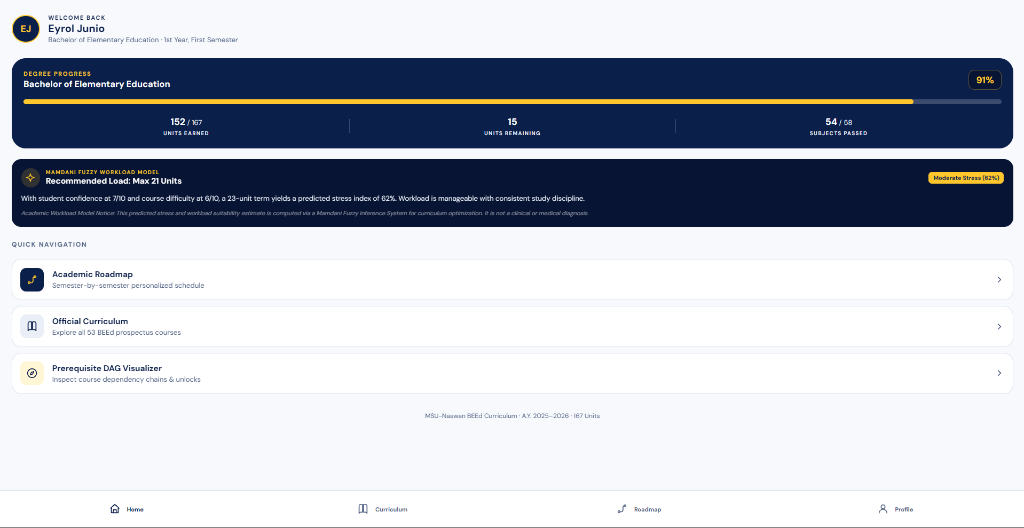 EJ
WELCOME BACK
Eyrol Junio
Bachelor of Elementary Education · 1st Year, First Semester
DEGREE PROGRESS
Bachelor of Elementary Education
91%
152 / 167
UNITS EARNED
15
UNITS REMAINING
54 / 58
SUBJECTS PASSED
MAMDANI FUZZY WORKLOAD MODEL
Recommended Load: Max 21 Units
Moderate Stress (62%)
With student confidence at 7/10 and course difficulty at 6/10, a 23-unit term yields a predicted stress index of 62%. Workload is manageable with consistent study discipline.
Academic Workload Model Notice: This predicted stress and workload suitability estimate is computed via a Mamdani Fuzzy Inference System for curriculum optimization. It is not a clinical or medical diagnosis.
QUICK NAVIGATION
Academic Roadmap
Semester-by-semester personalized schedule
Official Curriculum
Explore all 53 BEEd prospectus courses
Prerequisite DAG Visualizer
Inspect course dependency chains & unlocks
MSU-Naawan BEEd Curriculum · A.Y. 2025–2026 · 167 Units
Home
Curriculum
Roadmap
Profile